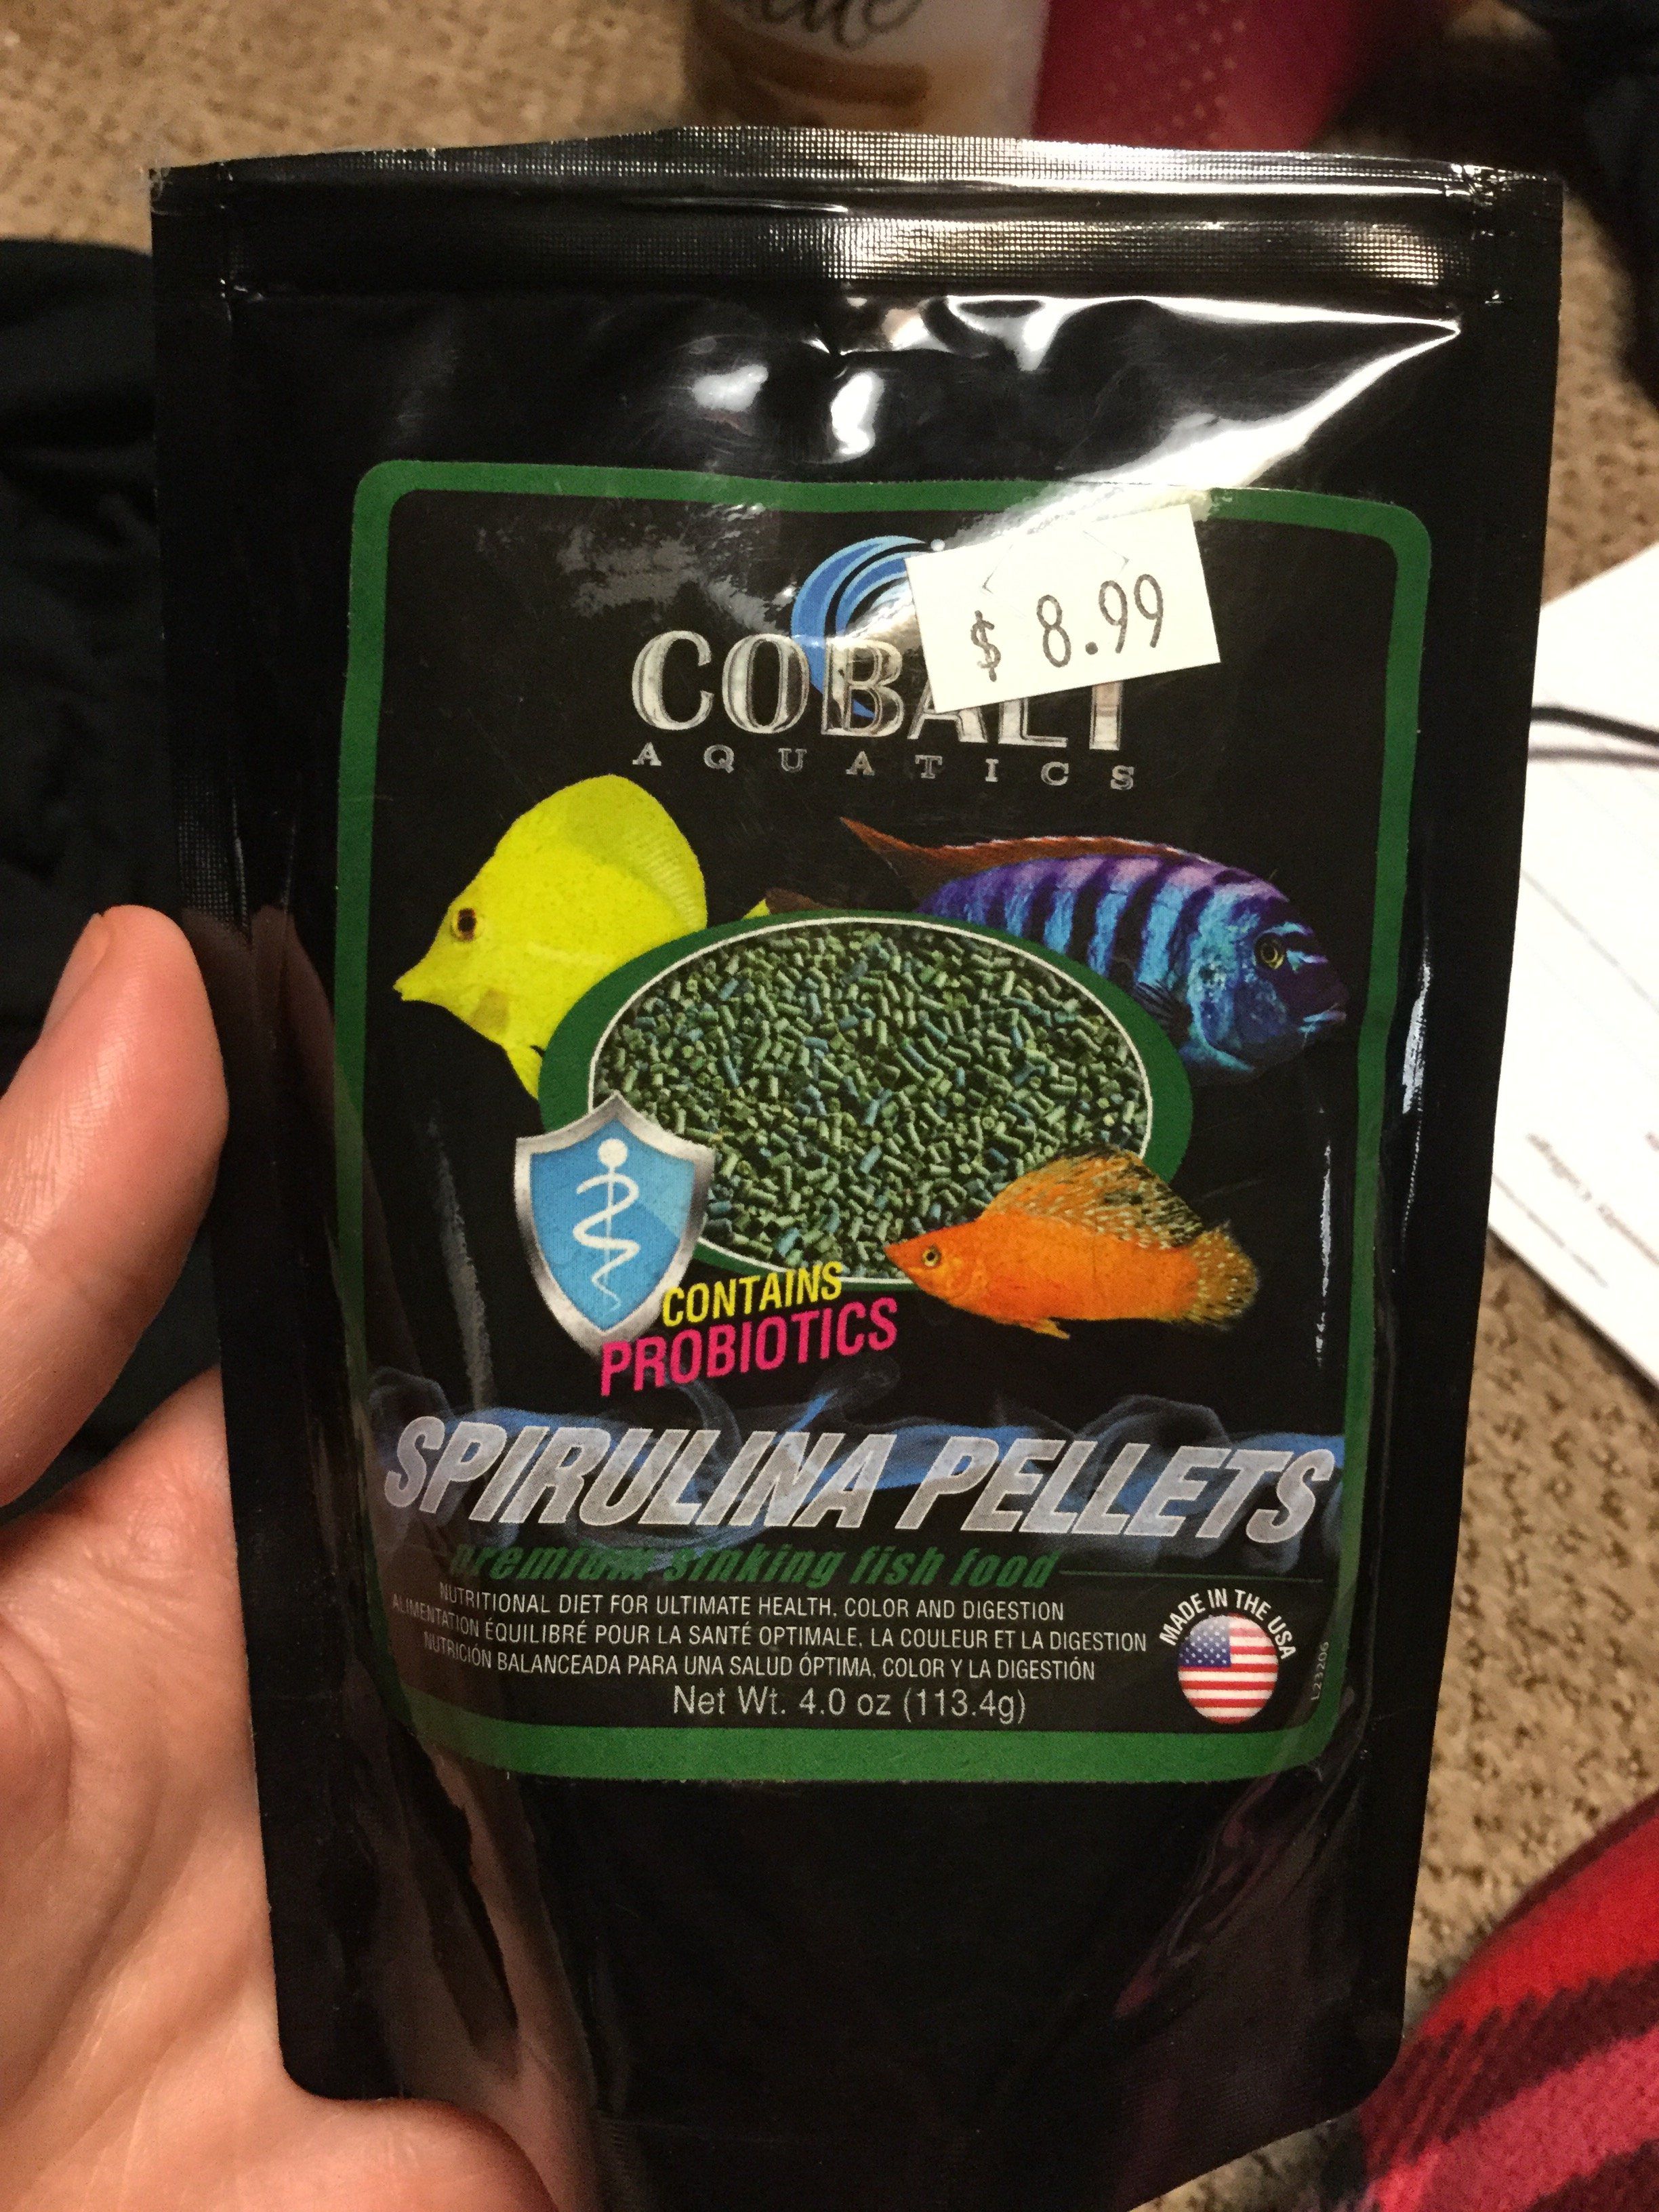 $ 8.99
COBALT
AQUATICS
CONTAINS
PROBIOTICS
SPIRULINA PELLETS
premium sinking fish food
NUTRITIONAL DIET FOR ULTIMATE HEALTH, COLOR AND DIGESTION
ALIMENTATION ÉQUILIBRÉ POUR LA SANTÉ OPTIMALE, LA COULEUR ET LA DIGESTION
NUTRICIÓN BALANCEADA PARA UNA SALUD ÓPTIMA, COLOR Y LA DIGESTIÓN
Net Wt. 4.0 oz (113.4g)
MADE IN THE USA
L23206